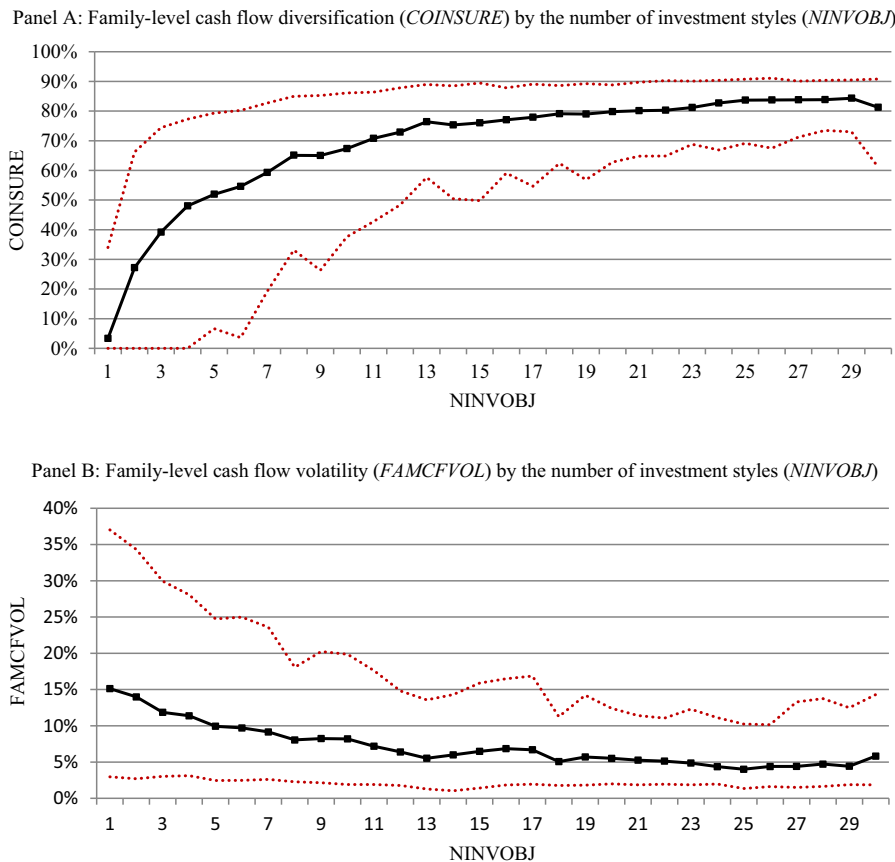 Panel A: Family-level cash flow diversification (COINSURE) by the number of investment styles (NINVOBJ)
100%
90%
80%
70%
60%
50%
40%
30%
20%
10%
0%
COINSURE
1 3 5 7 9 11 13 15 17 19 21 23 25 27 29
NINVOBJ
Panel B: Family-level cash flow volatility (FAMCFVOL) by the number of investment styles (NINVOBJ)
40%
35%
30%
25%
20%
15%
10%
5%
0%
FAMCFVOL
1 3 5 7 9 11 13 15 17 19 21 23 25 27 29
NINVOBJ